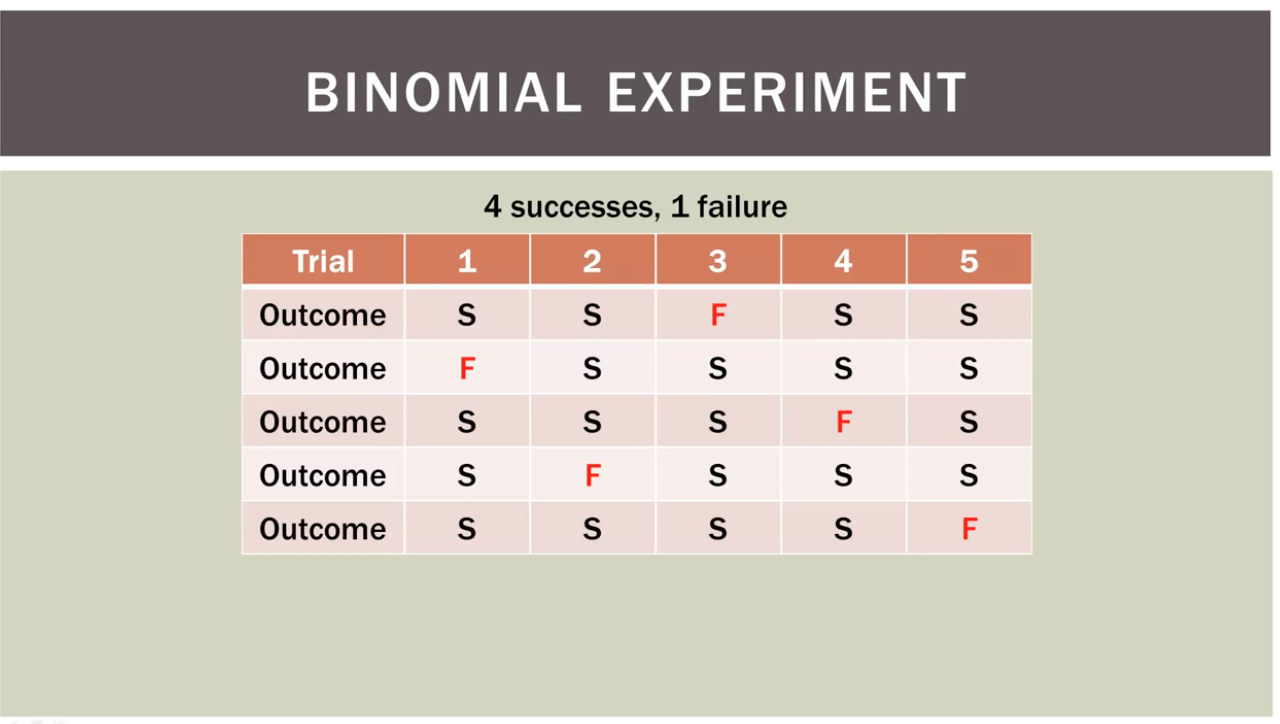 BINOMIAL EXPERIMENT
4 successes, 1 failure
Trial 1 2 3 4 5
Outcome S S F S S
Outcome F S S S S
Outcome S S S F S
Outcome S F S S S
Outcome S S S S F